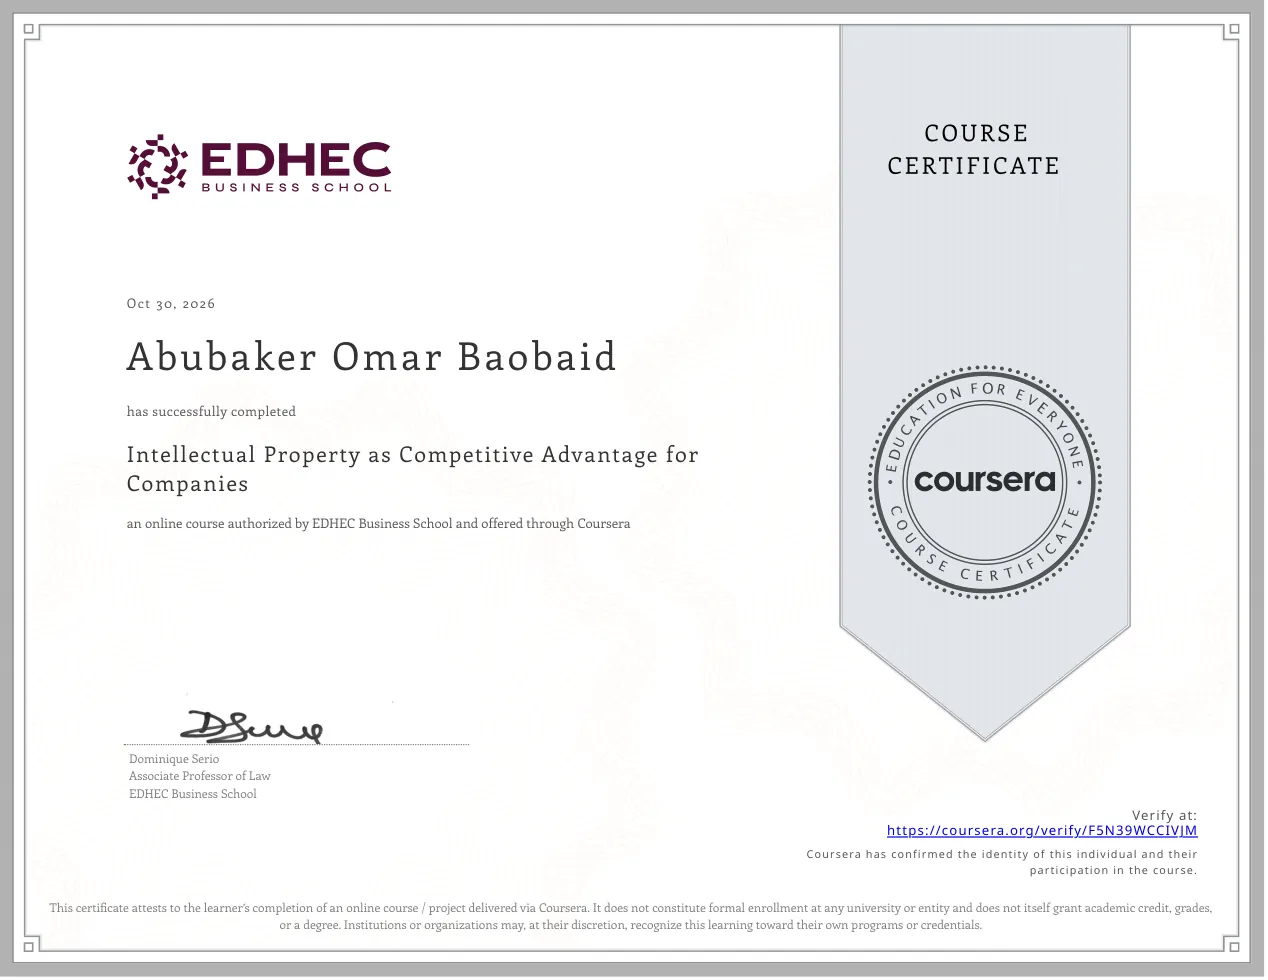 EDHEC
BUSINESS SCHOOL
COURSE
CERTIFICATE
Oct 30, 2026
Abubaker Omar Baobaid
has successfully completed
Intellectual Property as Competitive Advantage for
Companies
an online course authorized by EDHEC Business School and offered through Coursera
EDUCATION FOR EVERYONE
coursera
COURSE CERTIFICATE
DSerio
Dominique Serio
Associate Professor of Law
EDHEC Business School
Verify at:
https://coursera.org/verify/F5N39WCCIVJM
Coursera has confirmed the identity of this individual and their
participation in the course.
This certificate attests to the learner's completion of an online course / project delivered via Coursera. It does not constitute formal enrollment at any university or entity and does not itself grant academic credit, grades,
or a degree. Institutions or organizations may, at their discretion, recognize this learning toward their own programs or credentials.